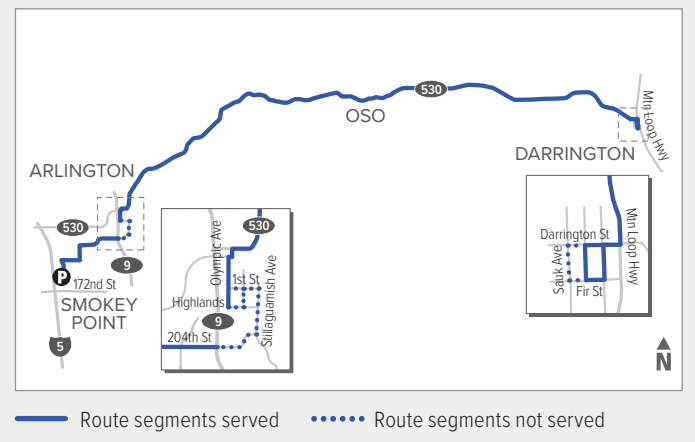 530
OSO
Mtn Loop Hwy
DARRINGTON
ARLINGTON
530
9
P
172nd St
SMOKEY
POINT
5
530
Olympic Ave
1st St
Highlands
9
Stillaguamish Ave
204th St
Darrington St
Mtn Loop Hwy
Sauk Ave
Fir St
N
Route segments served
Route segments not served